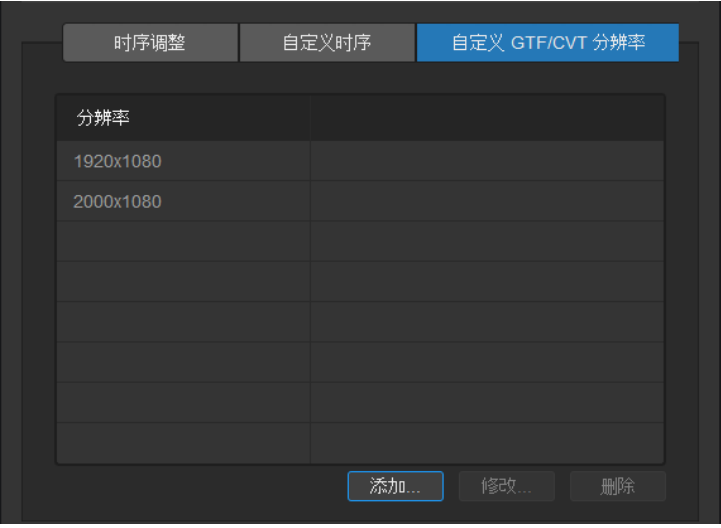 时序调整 自定义时序 自定义 GTF/CVT 分辨率
分辨率
1920x1080
2000x1080
添加... 修改... 删除